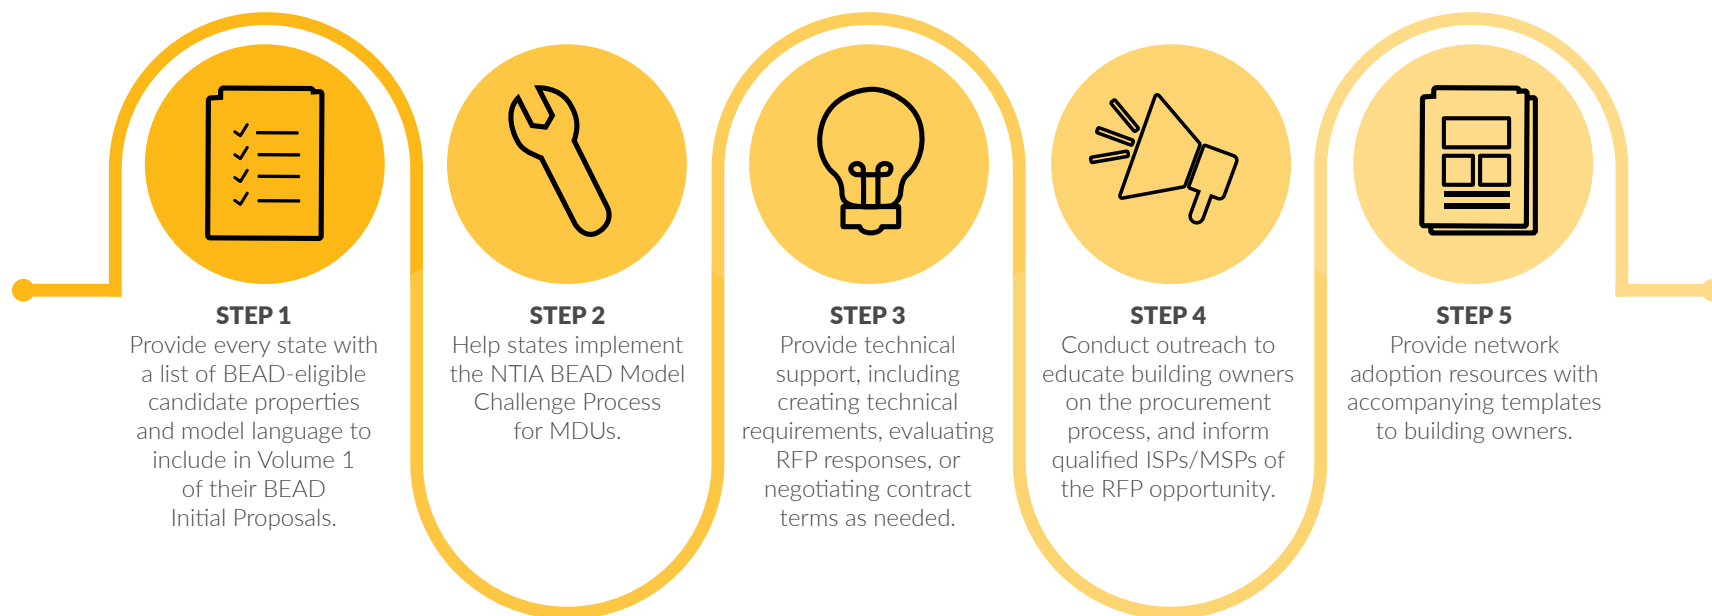 STEP 1
Provide every state with
a list of BEAD-eligible
candidate properties
and model language to
include in Volume 1
of their BEAD
Initial Proposals.
STEP 2
Help states implement
the NTIA BEAD Model
Challenge Process
for MDUs.
STEP 3
Provide technical
support, including
creating technical
requirements, evaluating
RFP responses, or
negotiating contract
terms as needed.
STEP 4
Conduct outreach to
educate building owners
on the procurement
process, and inform
qualified ISPs/MSPs of
the RFP opportunity.
STEP 5
Provide network
adoption resources with
accompanying templates
to building owners.